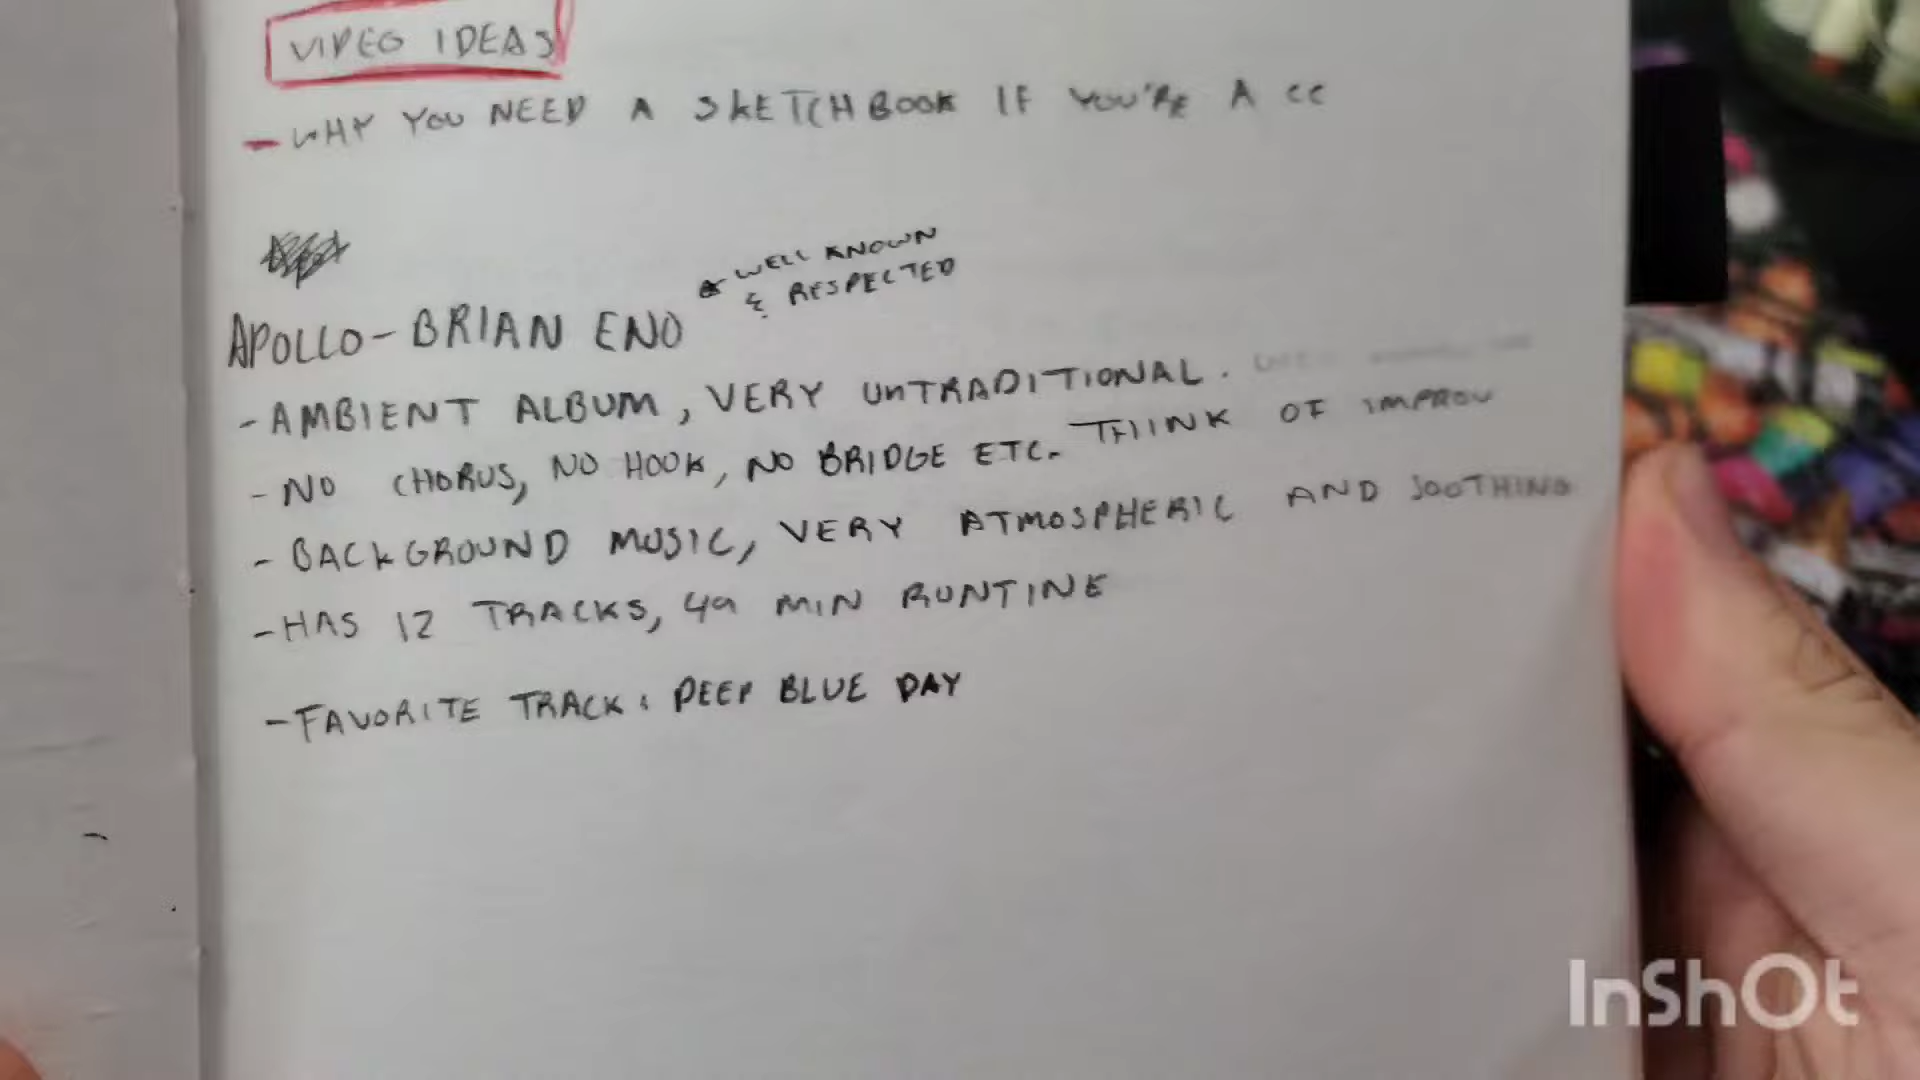 VIDEO IDEAS
- WHY YOU NEED A SKETCHBOOK IF YOU'RE A CC
* WELL KNOWN
& RESPECTED
APOLLO - BRIAN ENO
- AMBIENT ALBUM, VERY UNTRADITIONAL.
- NO CHORUS, NO HOOK, NO BRIDGE ETC. THINK OF IMPROV
- BACKGROUND MUSIC, VERY ATMOSPHERIC AND SOOTHING
- HAS 12 TRACKS, 49 MIN RUNTINE
- FAVORITE TRACK: DEEP BLUE DAY
InShOt